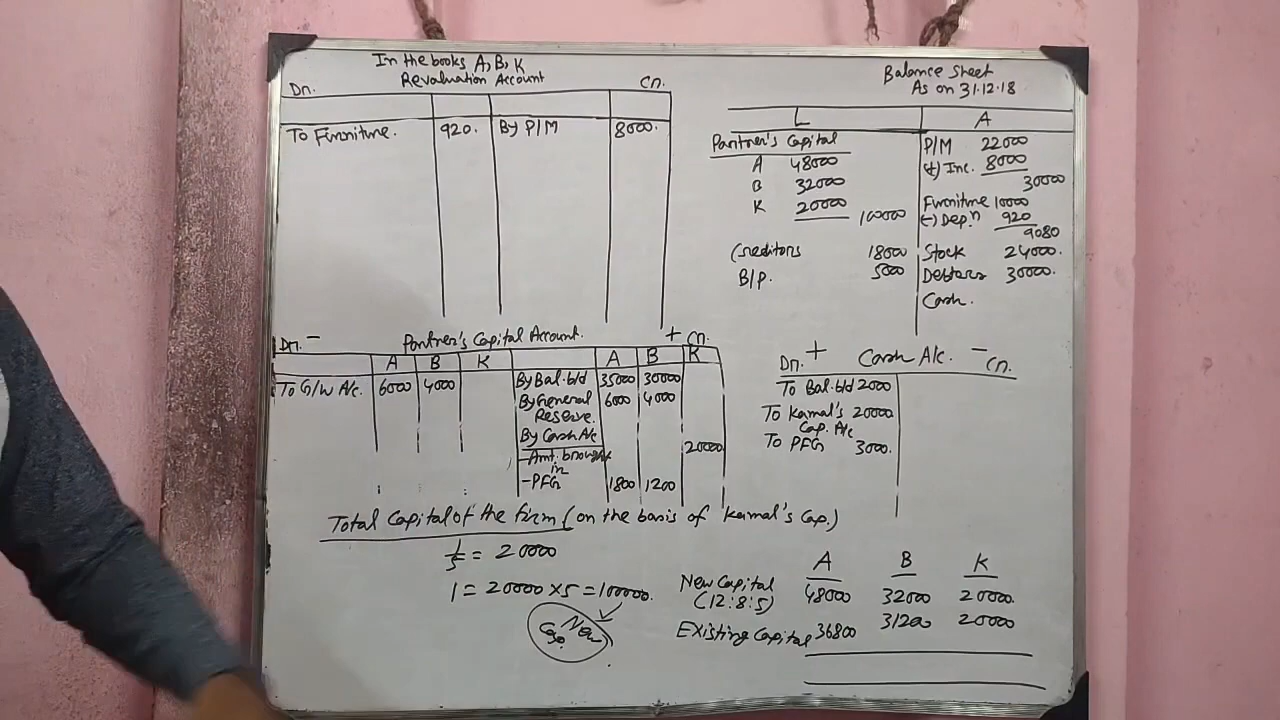 In the books A, B, K
Revaluation Account
Dr. Cr.
To Furniture. 920. By P/M 8000.
Balance Sheet
As on 31.12.18
L A
Partner's Capital
A 48000
B 32000
K 20000
100000
Creditors 18000
B/P. 5000
P/M 22000
(+) Inc. 8000
30000
Furniture 10000
(-) Dep.n 920
9080
Stock 24000.
Debtors 30000.
Cash.
Dr. - Partner's Capital Account. + Cr.
A B K A B K
To G/W A/c. 6000 4000 By Bal. b/d 35000 30000
By General 6000 4000
Reserve.
By Cash A/c
- Amt. brought 20000
in
- PFG 1800 1200
Dr. + Cash A/c. - Cr.
To Bal. b/d 2000
To Kamal's 20000
Cap. A/c
To PFG 3000.
Total Capital of the firm (on the basis of Kamal's Cap.)
1/5 = 20000
1 = 20000 × 5 = 100000.
New
Cap.
A B K
New Capital 48000 32000 20000.
(12:8:5)
Existing Capital 36800 31200 20000